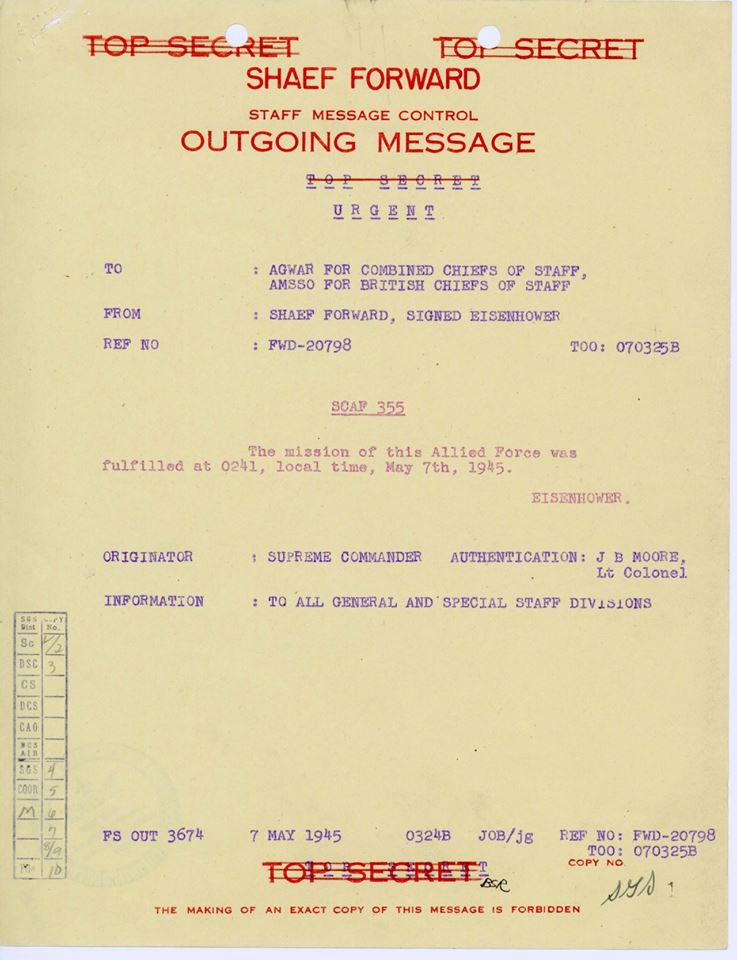 TOP SECRET TOP SECRET
SHAEF FORWARD
STAFF MESSAGE CONTROL
OUTGOING MESSAGE
TOP SECRET
URGENT
TO : AGWAR FOR COMBINED CHIEFS OF STAFF,
AMSSO FOR BRITISH CHIEFS OF STAFF
FROM : SHAEF FORWARD, SIGNED EISENHOWER
REF NO : FWD-20798 TOO: 070325B
SCAF 355
The mission of this Allied Force was
fulfilled at 0241, local time, May 7th, 1945.
EISENHOWER.
ORIGINATOR : SUPREME COMMANDER AUTHENTICATION: J B MOORE,
Lt Colonel
INFORMATION : TO ALL GENERAL AND SPECIAL STAFF DIVISIONS
SGS COPY
Dist No.
SC 1/2
DSC 3
CS
DCS
CAO
AIR
SGS 4
COOR 5
M 6
7
8/9
10
FS OUT 3674 7 MAY 1945 0324B JOB/jg REF NO: FWD-20798
TOO: 070325B
COPY NO.
TOP SECRET
TOP SECRET
BSR
SGS
THE MAKING OF AN EXACT COPY OF THIS MESSAGE IS FORBIDDEN